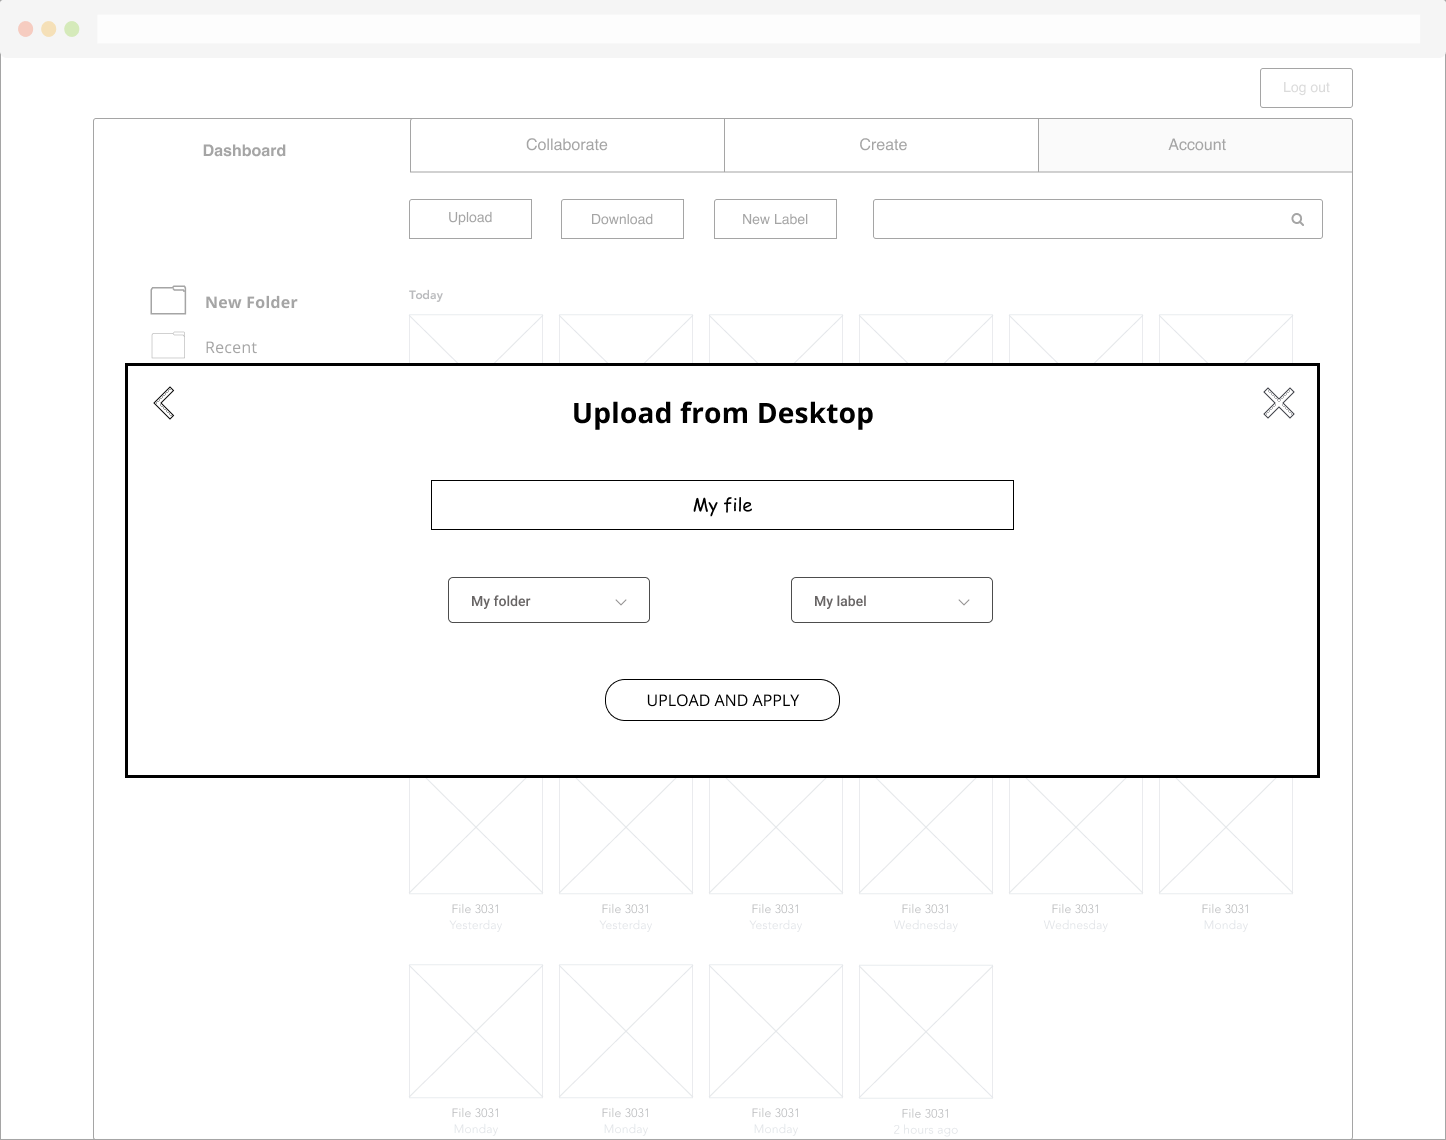 Log out
Dashboard
Collaborate
Create
Account
Upload
Download
New Label
New Folder
Recent
Today
Upload from Desktop
My file
My folder
My label
UPLOAD AND APPLY
File 3031
Yesterday
File 3031
Yesterday
File 3031
Yesterday
File 3031
Wednesday
File 3031
Wednesday
File 3031
Monday
File 3031
Monday
File 3031
Monday
File 3031
Monday
File 3031
2 hours ago